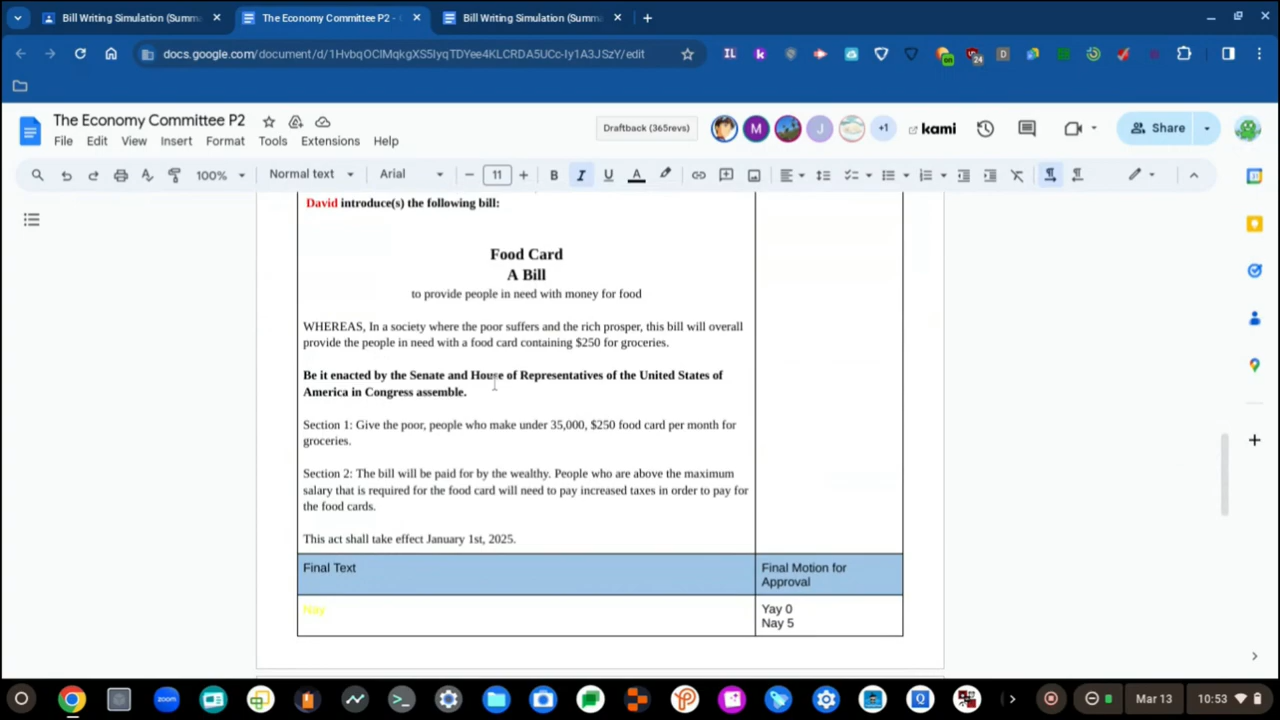 Bill Writing Simulation (Summa
The Economy Committee P2 -
Bill Writing Simulation (Summ
docs.google.com/document/d/1HvbqOClMqkgXS5IyqTDYee4KLCRDA5UCc-Iy1A3JSzY/edit
The Economy Committee P2
File Edit View Insert Format Tools Extensions Help
Draftback (365revs)
M
J
+1
kami
Share
100%
Normal text
Arial
11
David introduce(s) the following bill:
Food Card
A Bill
to provide people in need with money for food
WHEREAS, In a society where the poor suffers and the rich prosper, this bill will overall
provide the people in need with a food card containing $250 for groceries.
Be it enacted by the Senate and House of Representatives of the United States of
America in Congress assemble.
Section 1: Give the poor, people who make under 35,000, $250 food card per month for
groceries.
Section 2: The bill will be paid for by the wealthy. People who are above the maximum
salary that is required for the food card will need to pay increased taxes in order to pay for
the food cards.
This act shall take effect January 1st, 2025.
Final Text
Final Motion for
Approval
Nay
Yay 0
Nay 5
zoom
Mar 13
10:53